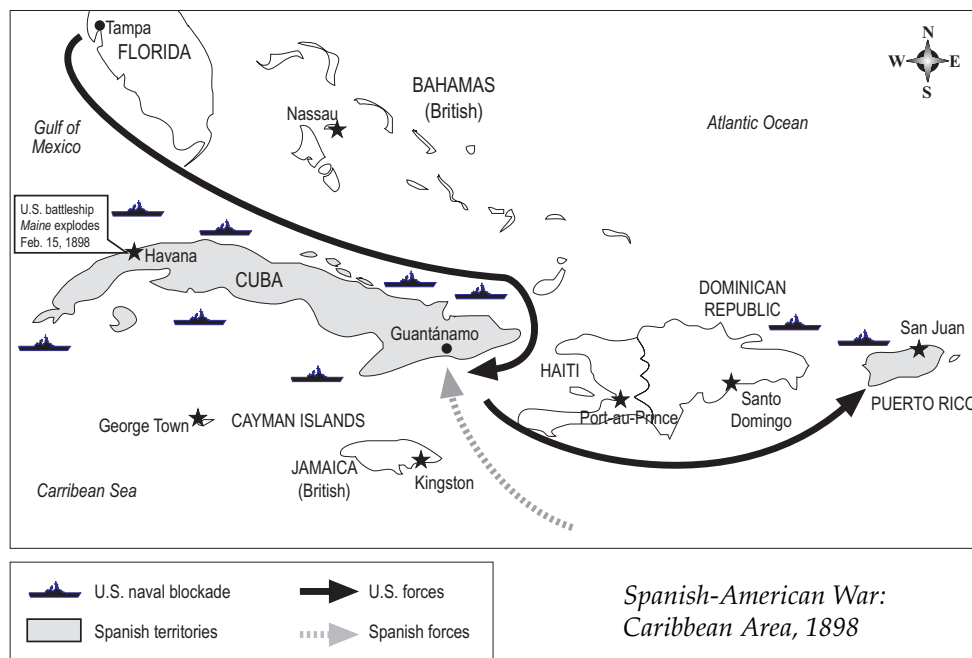 Tampa
FLORIDA
N
W E
S
BAHAMAS
(British)
Nassau
Gulf of
Mexico
Atlantic Ocean
U.S. battleship
Maine explodes
Feb. 15, 1898
Havana
CUBA
DOMINICAN
REPUBLIC
Guantánamo
San Juan
HAITI
PUERTO RICO
Port-au-Prince
Santo
Domingo
George Town
CAYMAN ISLANDS
JAMAICA
(British)
Kingston
Carribean Sea
U.S. naval blockade
U.S. forces
Spanish territories
Spanish forces
Spanish-American War:
Caribbean Area, 1898